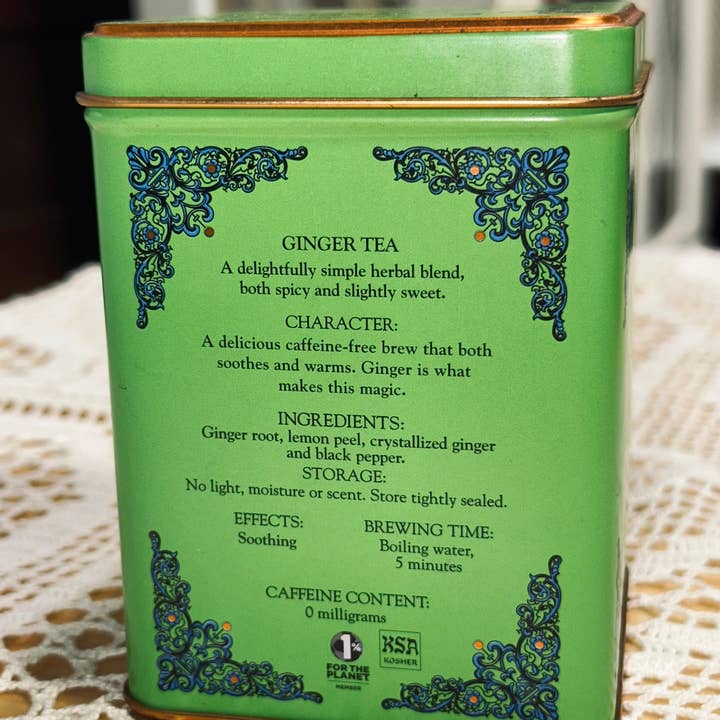 GINGER TEA
A delightfully simple herbal blend,
both spicy and slightly sweet.
CHARACTER:
A delicious caffeine-free brew that both
soothes and warms. Ginger is what
makes this magic.
INGREDIENTS:
Ginger root, lemon peel, crystallized ginger
and black pepper.
STORAGE:
No light, moisture or scent. Store tightly sealed.
EFFECTS:
Soothing
BREWING TIME:
Boiling water,
5 minutes
CAFFEINE CONTENT:
0 milligrams
1%
FOR THE
PLANET
MEMBER
KSA
KOSHER